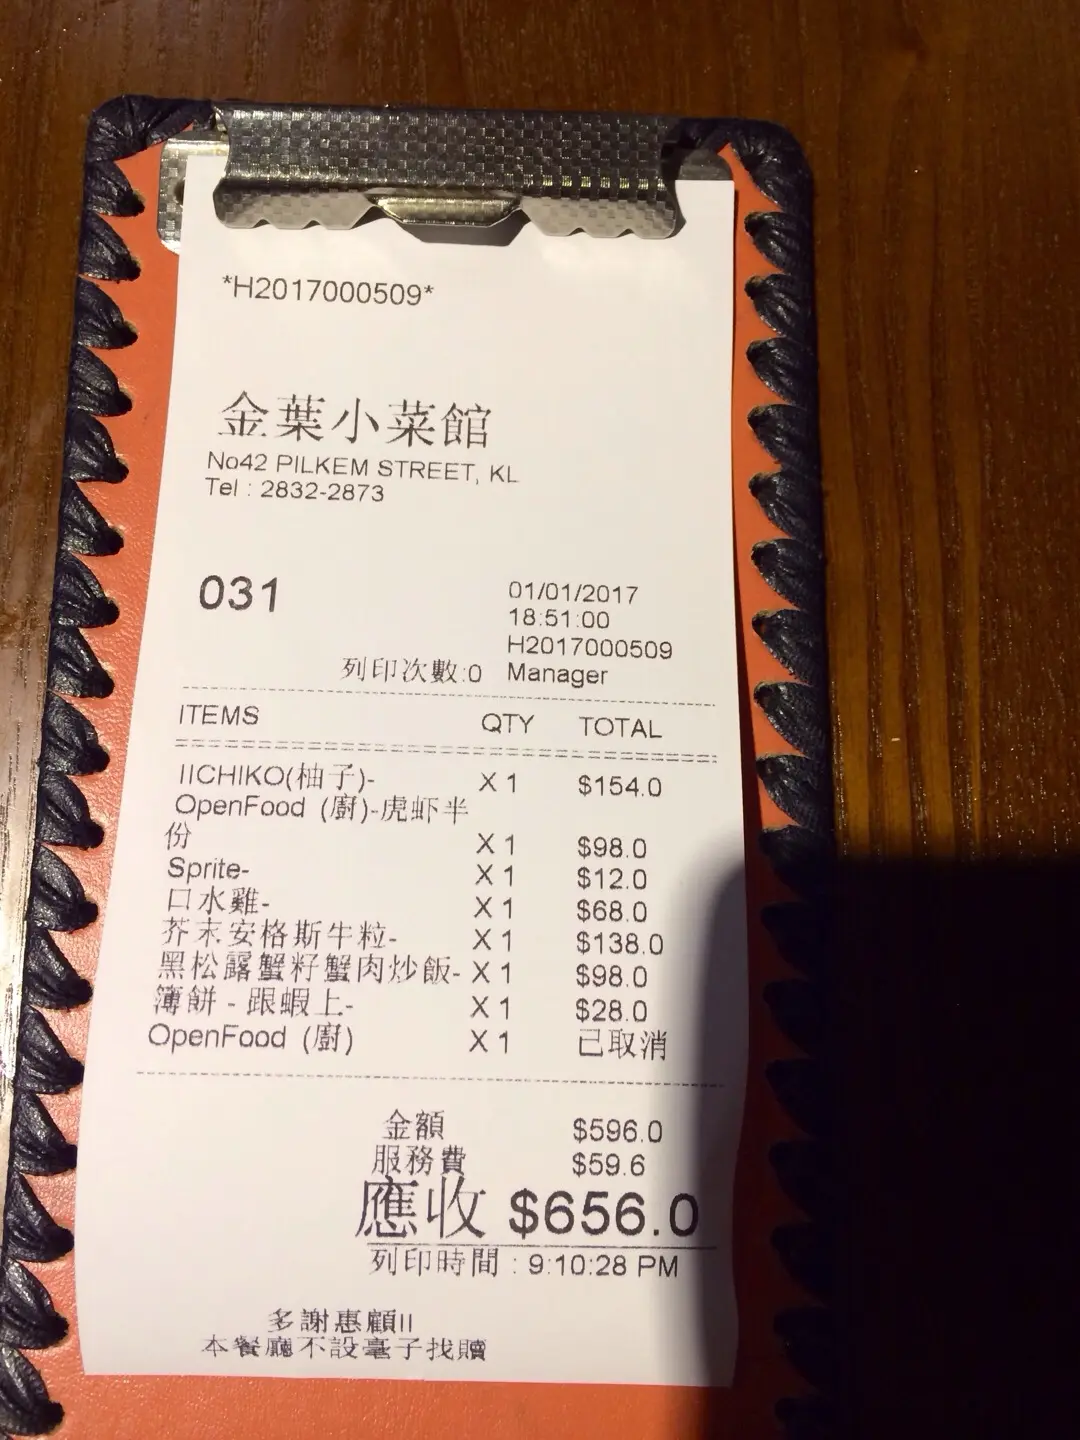 *H2017000509*
金葉小菜館
No42 PILKEM STREET, KL
Tel : 2832-2873
031
01/01/2017
18:51:00
H2017000509
列印次數:0 Manager
ITEMS QTY TOTAL
IICHIKO(柚子)- X 1 $154.0
OpenFood (廚)-虎虾半
份 X 1 $98.0
Sprite- X 1 $12.0
口水雞- X 1 $68.0
芥末安格斯牛粒- X 1 $138.0
黑松露蟹籽蟹肉炒飯- X 1 $98.0
簿餅 - 跟蝦上- X 1 $28.0
OpenFood (廚) X 1 已取消
金額 $596.0
服務費 $59.6
應收 $656.0
列印時間 : 9:10:28 PM
多謝惠顧!!
本餐廳不設毫子找贖